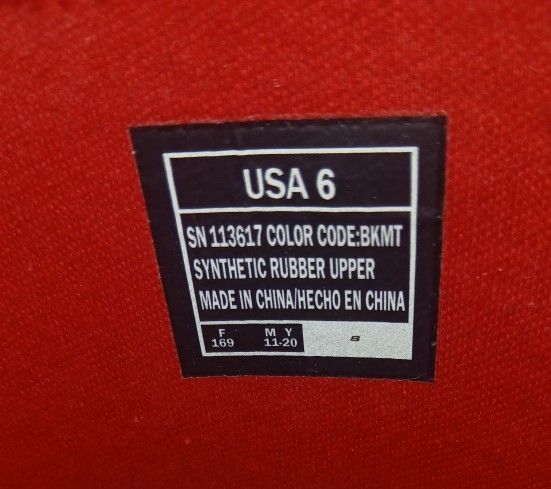 USA 6
SN 113617 COLOR CODE:BKMT
SYNTHETIC RUBBER UPPER
MADE IN CHINA/HECHO EN CHINA
F M Y
169 11-20